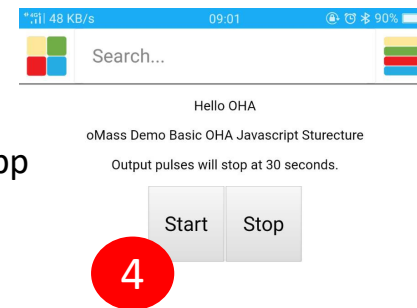 48 KB/s 09:01 90%
Search...
Hello OHA
oMass Demo Basic OHA Javascript Sturecture
Output pulses will stop at 30 seconds.
Start Stop
4